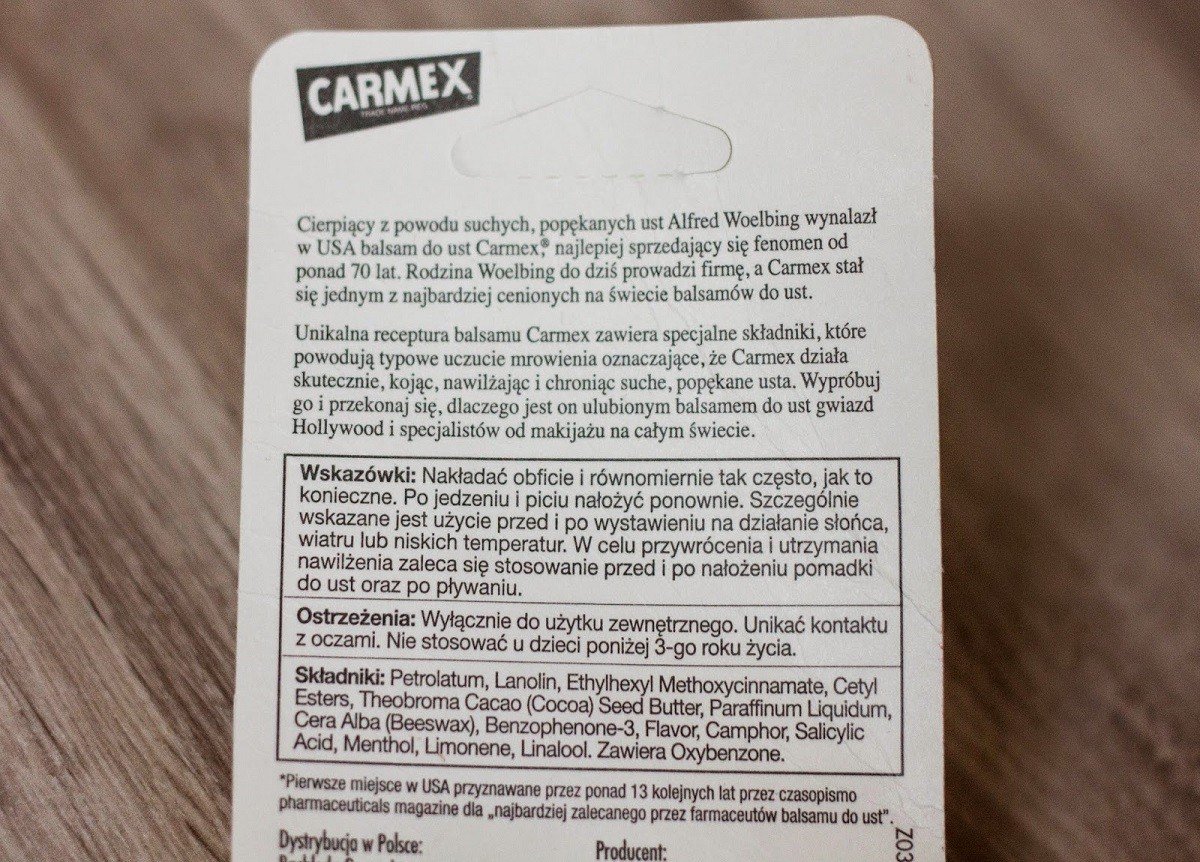 CARMEX
Cierpiący z powodu suchych, popękanych ust Alfred Woelbing wynalazł
w USA balsam do ust Carmex,® najlepiej sprzedający się fenomen od
ponad 70 lat. Rodzina Woelbing do dziś prowadzi firmę, a Carmex stał
się jednym z najbardziej cenionych na świecie balsamów do ust.
Unikalna receptura balsamu Carmex zawiera specjalne składniki, które
powodują typowe uczucie mrowienia oznaczające, że Carmex działa
skutecznie, kojąc, nawilżając i chroniąc suche, popękane usta. Wypróbuj
go i przekonaj się, dlaczego jest on ulubionym balsamem do ust gwiazd
Hollywood i specjalistów od makijażu na całym świecie.
Wskazówki: Nakładać obficie i równomiernie tak często, jak to
konieczne. Po jedzeniu i piciu nałożyć ponownie. Szczególnie
wskazane jest użycie przed i po wystawieniu na działanie słońca,
wiatru lub niskich temperatur. W celu przywrócenia i utrzymania
nawilżenia zaleca się stosowanie przed i po nałożeniu pomadki
do ust oraz po pływaniu.
Ostrzeżenia: Wyłącznie do użytku zewnętrznego. Unikać kontaktu
z oczami. Nie stosować u dzieci poniżej 3-go roku życia.
Składniki: Petrolatum, Lanolin, Ethylhexyl Methoxycinnamate, Cetyl
Esters, Theobroma Cacao (Cocoa) Seed Butter, Paraffinum Liquidum,
Cera Alba (Beeswax), Benzophenone-3, Flavor, Camphor, Salicylic
Acid, Menthol, Limonene, Linalool. Zawiera Oxybenzone.
*Pierwsze miejsce w USA przyznawane przez ponad 13 kolejnych lat przez czasopismo
pharmaceuticals magazine dla „najbardziej zalecanego przez farmaceutów balsamu do ust".
Dystrybucja w Polsce:
Producent:
Z03